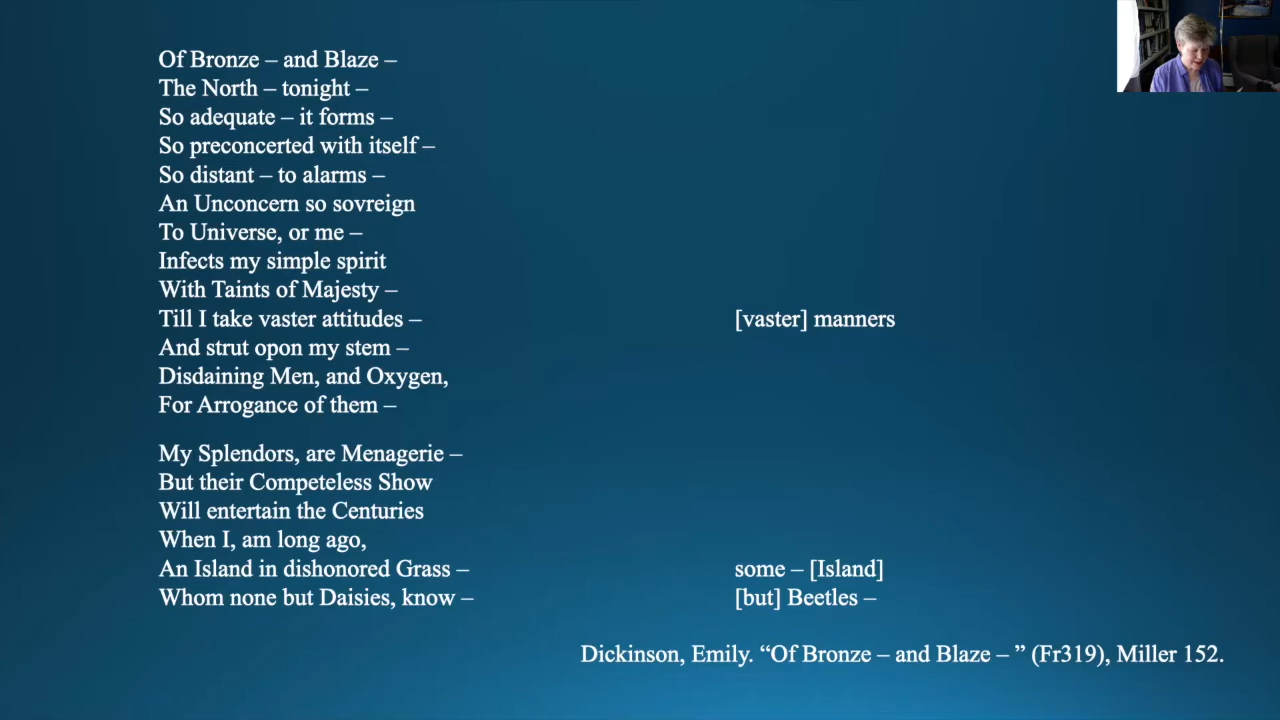 Of Bronze – and Blaze –
The North – tonight –
So adequate – it forms –
So preconcerted with itself –
So distant – to alarms –
An Unconcern so sovreign
To Universe, or me –
Infects my simple spirit
With Taints of Majesty –
Till I take vaster attitudes – [vaster] manners
And strut opon my stem –
Disdaining Men, and Oxygen,
For Arrogance of them –
My Splendors, are Menagerie –
But their Competeless Show
Will entertain the Centuries
When I, am long ago,
An Island in dishonored Grass – some – [Island]
Whom none but Daisies, know – [but] Beetles –
Dickinson, Emily. “Of Bronze – and Blaze – ” (Fr319), Miller 152.